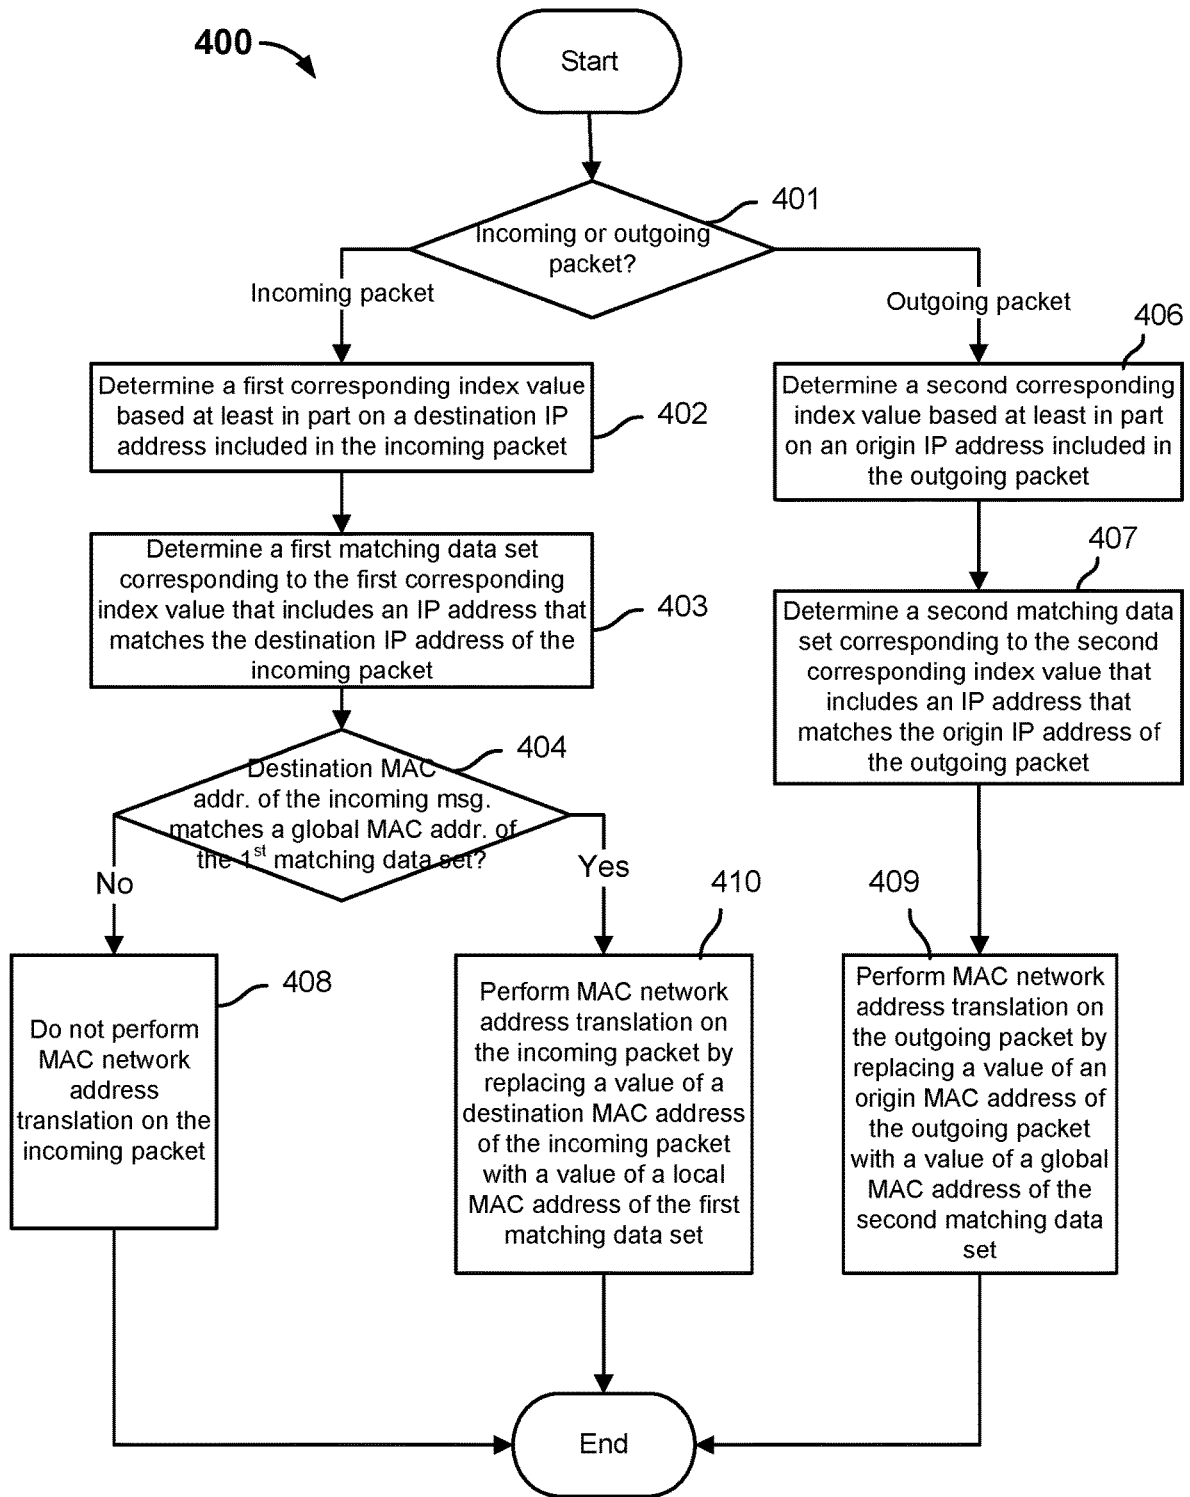 400
Start
401
Incoming or outgoing
packet?
Incoming packet
Outgoing packet
406
Determine a first corresponding index value
based at least in part on a destination IP
address included in the incoming packet
402
Determine a second corresponding
index value based at least in part
on an origin IP address included in
the outgoing packet
Determine a first matching data set
corresponding to the first corresponding
index value that includes an IP address that
matches the destination IP address of the
incoming packet
403
407
Determine a second matching data
set corresponding to the second
corresponding index value that
includes an IP address that
matches the origin IP address of
the outgoing packet
404
Destination MAC
addr. of the incoming msg.
matches a global MAC addr. of
the 1st matching data set?
No
Yes
408
Do not perform
MAC network
address
translation on the
incoming packet
410
Perform MAC network
address translation on
the incoming packet by
replacing a value of a
destination MAC address
of the incoming packet
with a value of a local
MAC address of the first
matching data set
409
Perform MAC network
address translation on
the outgoing packet by
replacing a value of an
origin MAC address of
the outgoing packet
with a value of a global
MAC address of the
second matching data
set
End